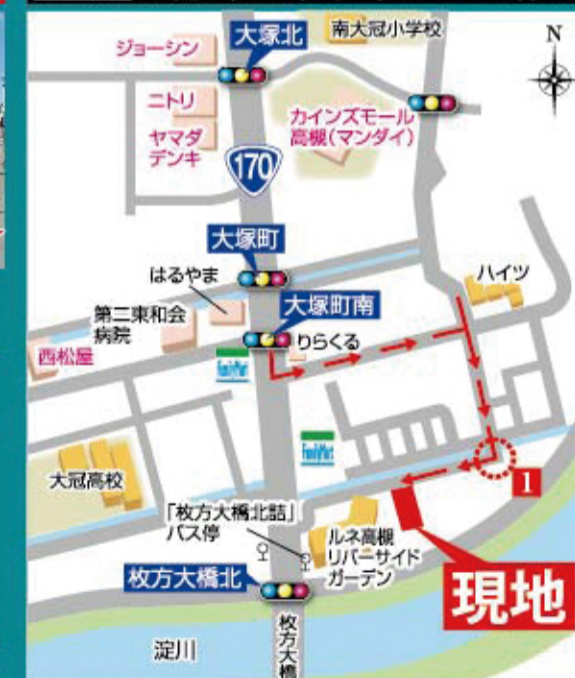 南大冠小学校
大塚北
ジョーシン
N
ニトリ
ヤマダ
デンキ
カインズモール
高槻(マンダイ)
170
大塚町
はるやま
ハイツ
大塚町南
第二東和会
病院
りらくる
西松屋
FamilyMart
FamilyMart
大冠高校
1
「枚方大橋北詰」
バス停
ルネ高槻
リバーサイド
ガーデン
枚方大橋北
現地
淀川
枚方大橋